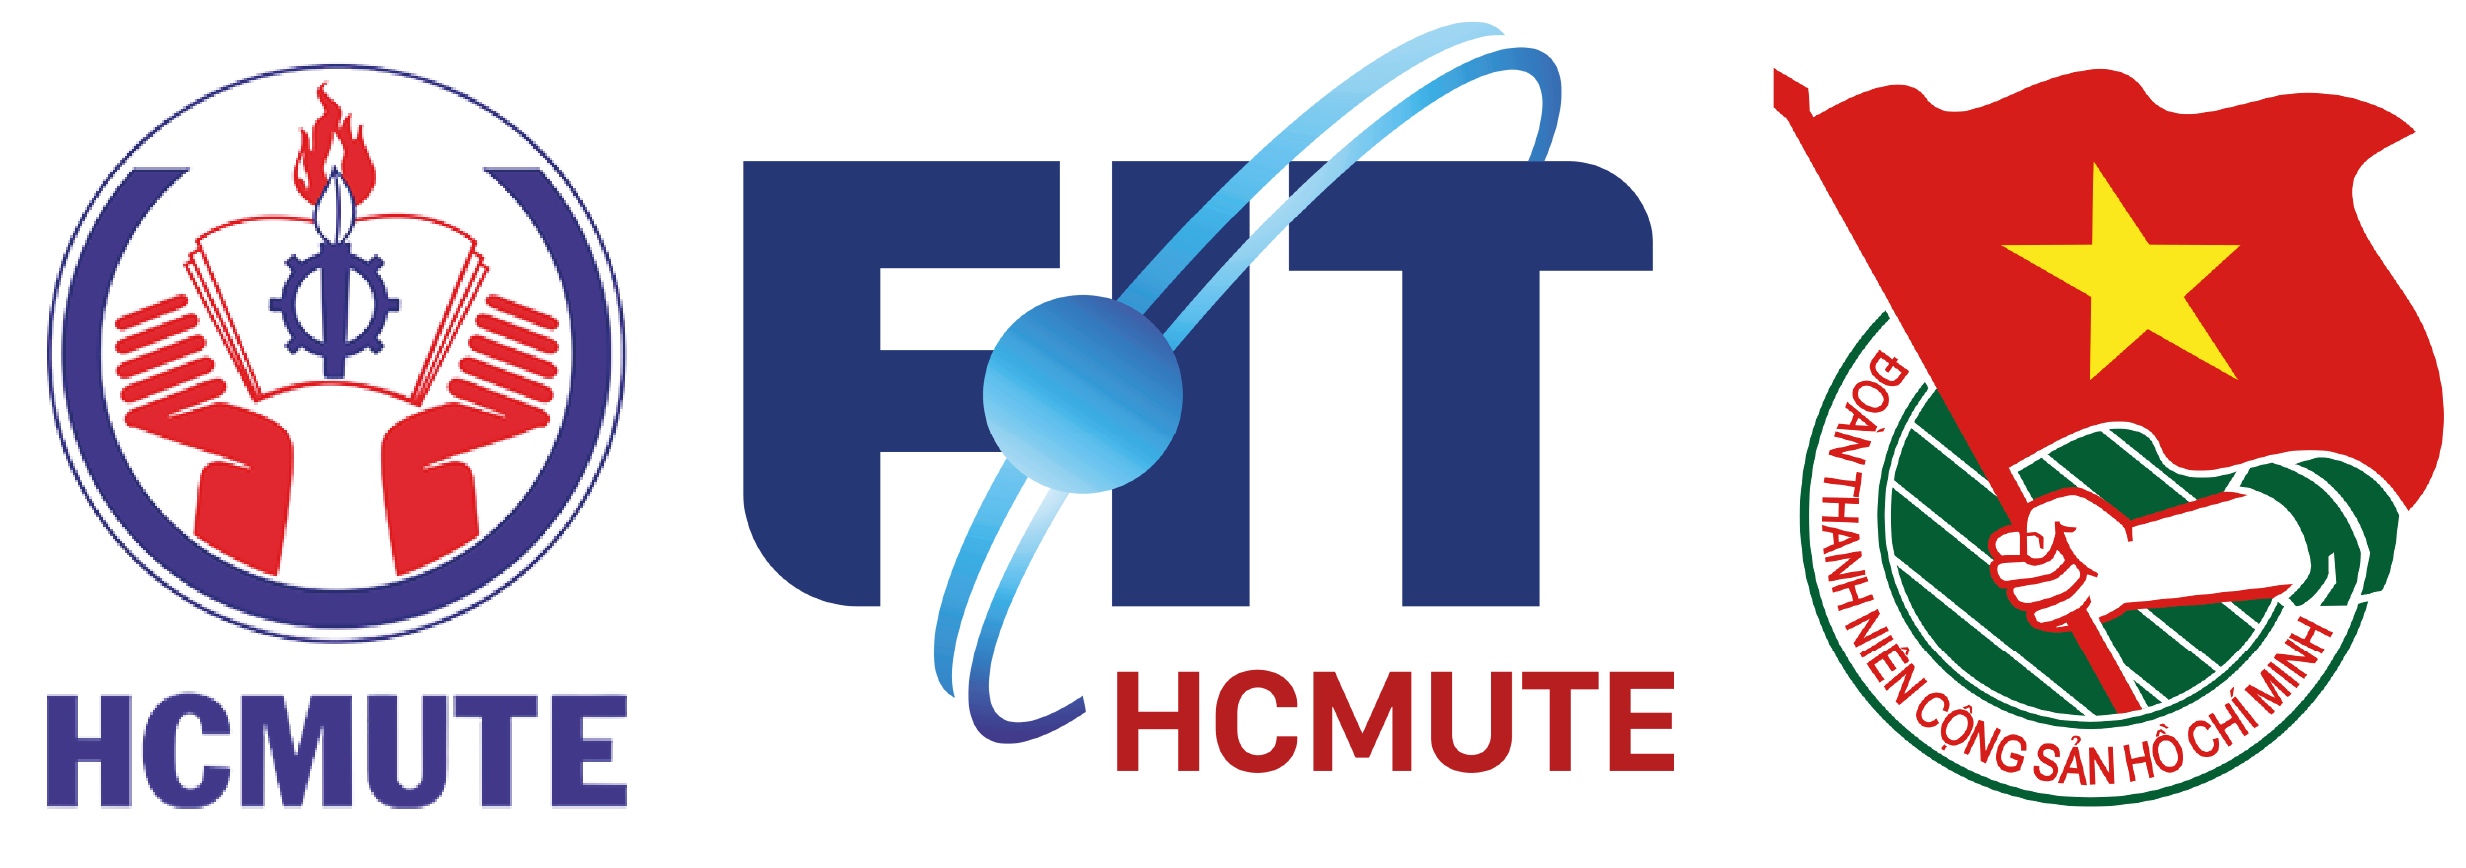 HCMUTE
FIT
HCMUTE
ĐOÀN THANH NIÊN CỘNG SẢN HỒ CHÍ MINH